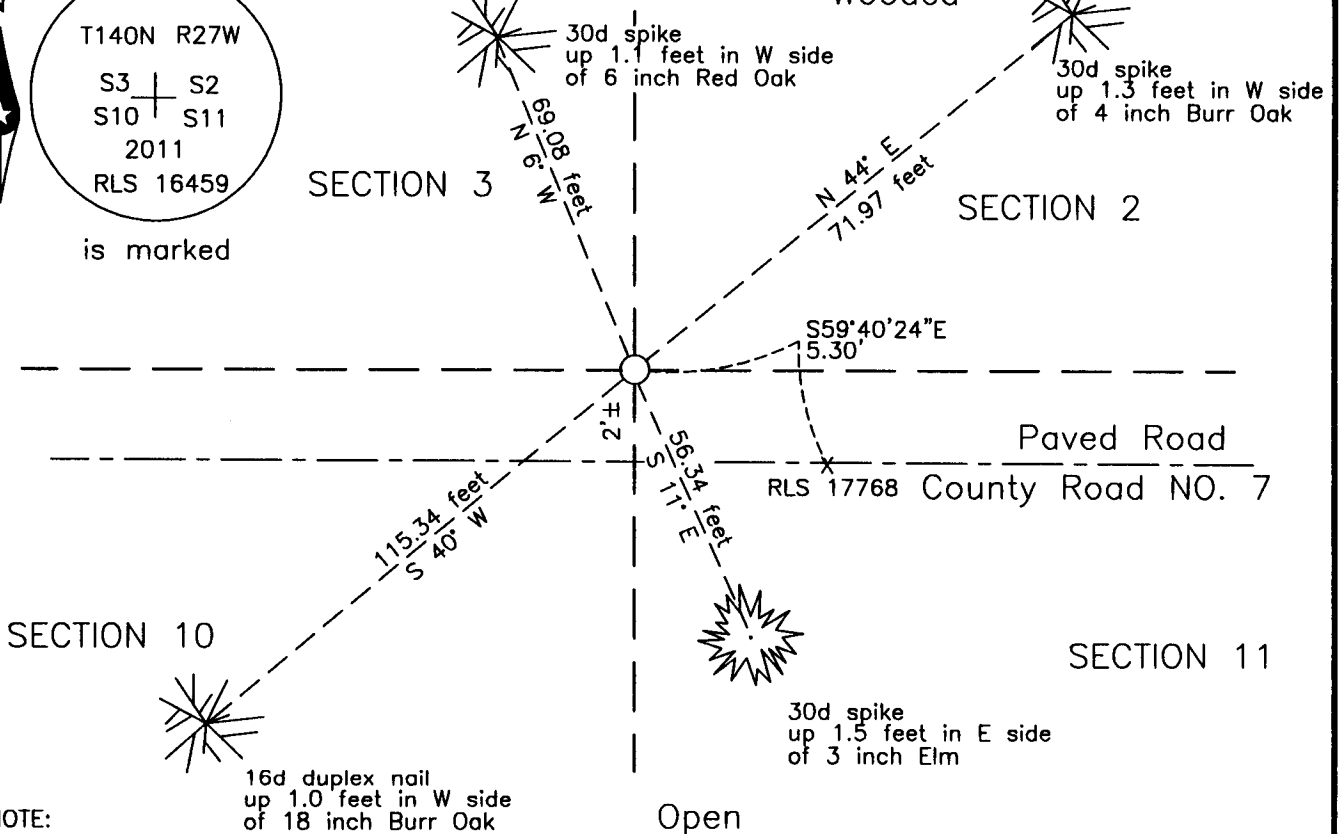 Wooded
T140N R27W
S3 S2
S10 S11
2011
RLS 16459
is marked
30d spike
up 1.1 feet in W side
of 6 inch Red Oak
30d spike
up 1.3 feet in W side
of 4 inch Burr Oak
69.08 feet
N 6° W
N 44° E
71.97 feet
SECTION 3
SECTION 2
S59°40'24"E
5.30'
2'±
Paved Road
RLS 17768
County Road NO. 7
56.34 feet
S 11° E
115.34 feet
S 40° W
SECTION 10
SECTION 11
30d spike
up 1.5 feet in E side
of 3 inch Elm
16d duplex nail
up 1.0 feet in W side
of 18 inch Burr Oak
Open
NOTE: